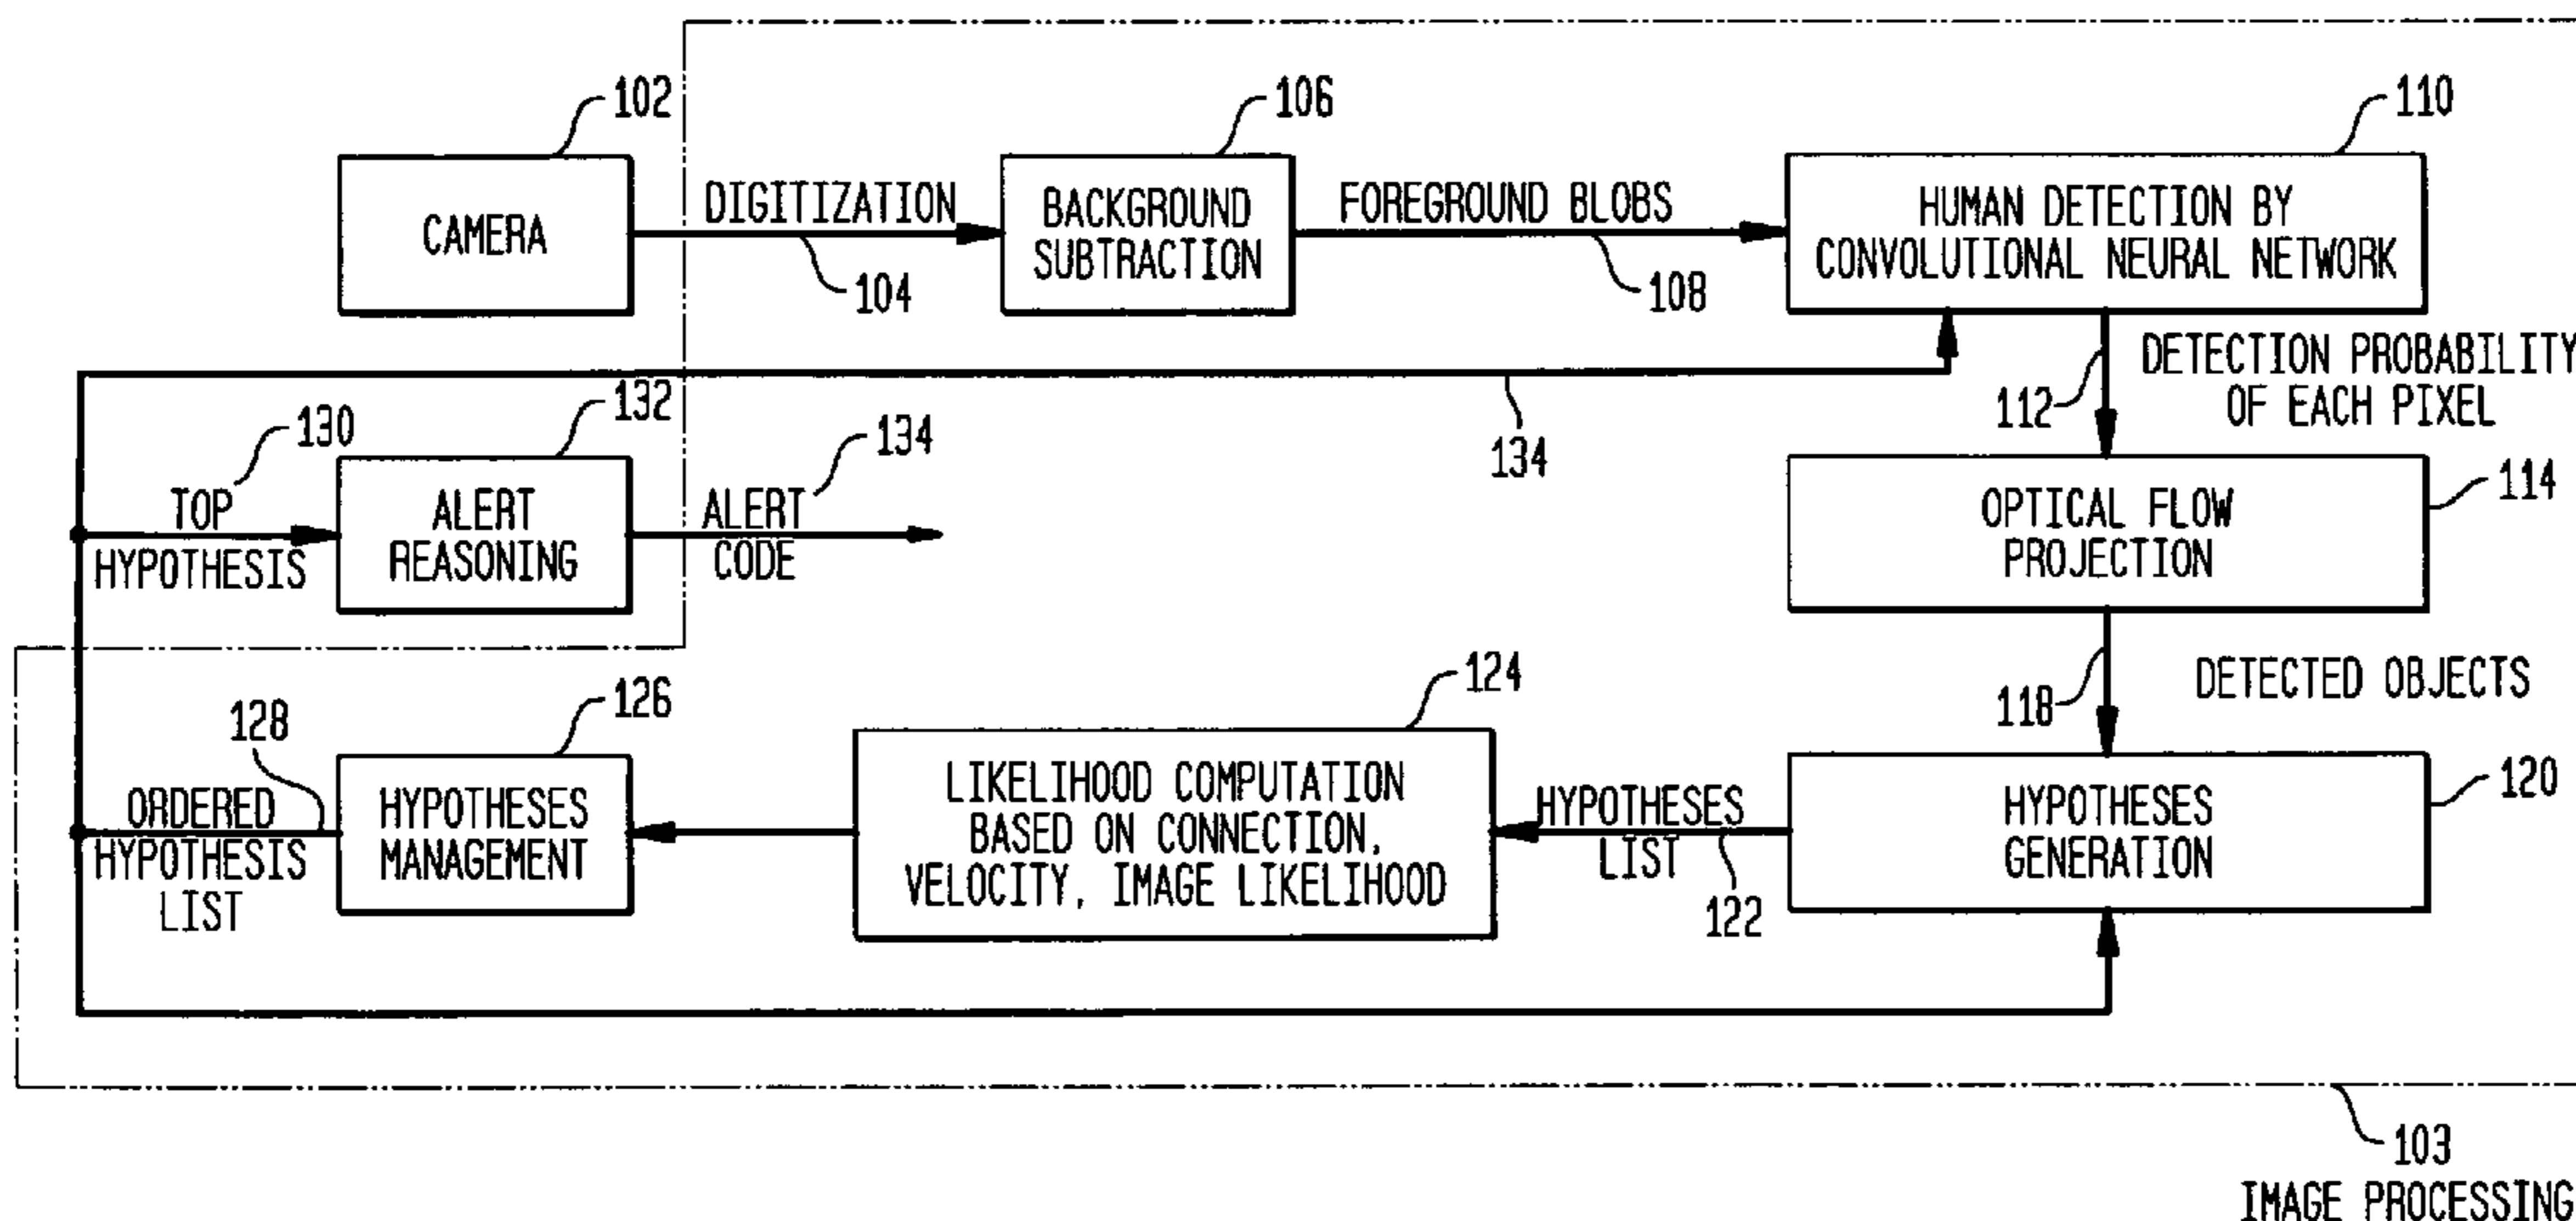 102
106
110
CAMERA
DIGITIZATION
104
BACKGROUND
SUBTRACTION
FOREGROUND BLOBS
108
HUMAN DETECTION BY
CONVOLUTIONAL NEURAL NETWORK
112
DETECTION PROBABILITY
OF EACH PIXEL
134
130
132
134
TOP
HYPOTHESIS
ALERT
REASONING
ALERT
CODE
OPTICAL FLOW
PROJECTION
114
118
DETECTED OBJECTS
128
126
124
120
ORDERED
HYPOTHESIS
LIST
HYPOTHESES
MANAGEMENT
LIKELIHOOD COMPUTATION
BASED ON CONNECTION,
VELOCITY, IMAGE LIKELIHOOD
HYPOTHESES
LIST
122
HYPOTHESES
GENERATION
103
IMAGE PROCESSING